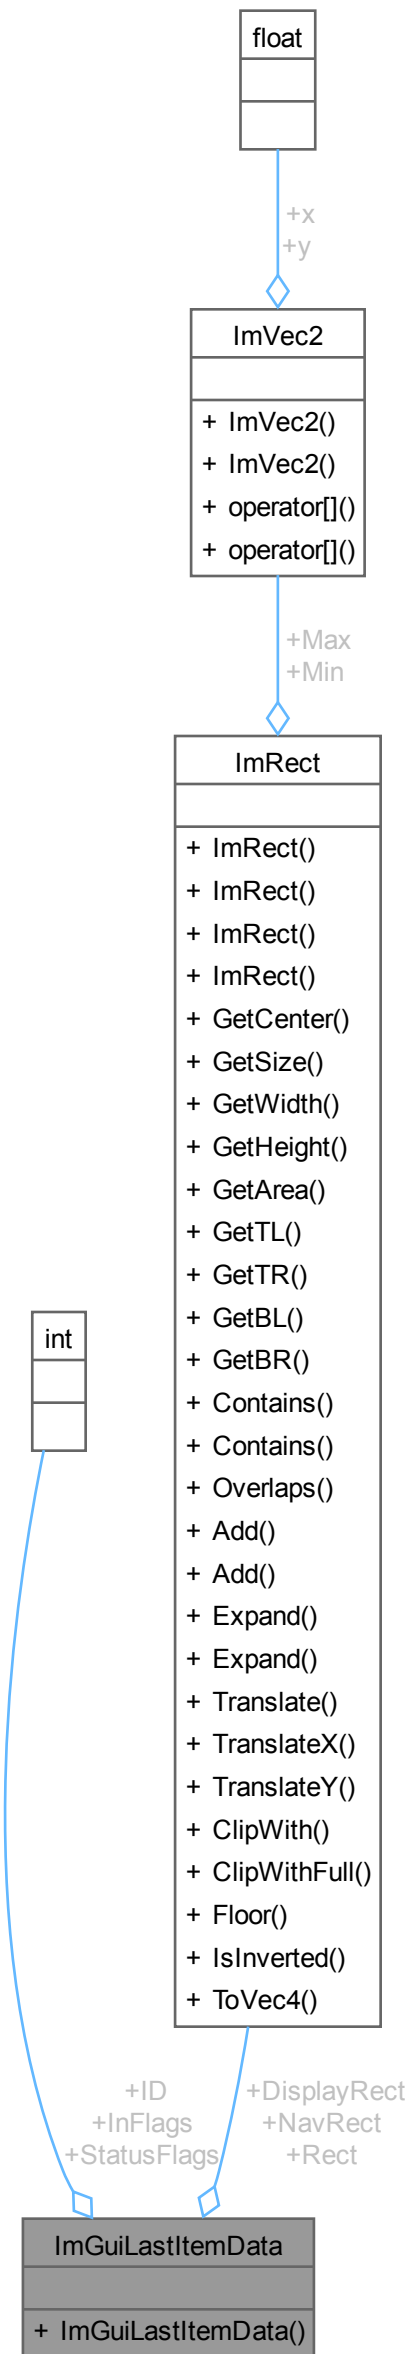 float
+x
+y
ImVec2
+ ImVec2()
+ ImVec2()
+ operator[]()
+ operator[]()
+Max
+Min
ImRect
+ ImRect()
+ ImRect()
+ ImRect()
+ ImRect()
+ GetCenter()
+ GetSize()
+ GetWidth()
+ GetHeight()
+ GetArea()
+ GetTL()
+ GetTR()
+ GetBL()
+ GetBR()
+ Contains()
+ Contains()
+ Overlaps()
+ Add()
+ Add()
+ Expand()
+ Expand()
+ Translate()
+ TranslateX()
+ TranslateY()
+ ClipWith()
+ ClipWithFull()
+ Floor()
+ IsInverted()
+ ToVec4()
int
+ID
+InFlags
+StatusFlags
+DisplayRect
+NavRect
+Rect
ImGuiLastItemData
+ ImGuiLastItemData()